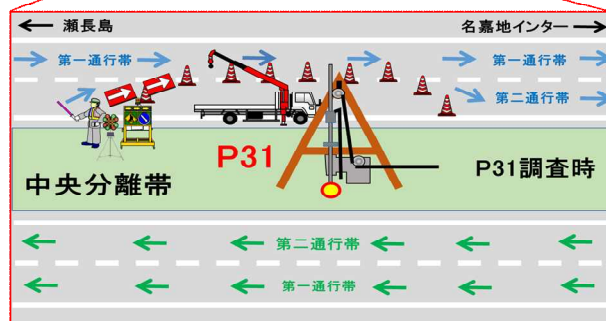 ← 瀬長島
名嘉地インター →
第一通行帯
第一通行帯
第二通行帯
P31
中央分離帯
P31調査時
第二通行帯
第一通行帯